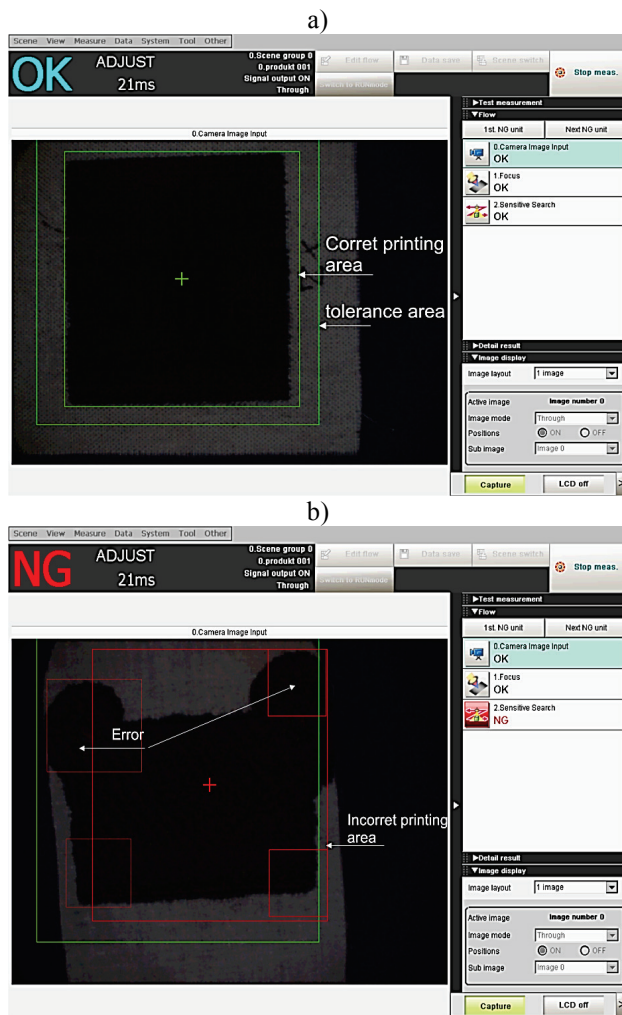 a)
Scene View Measure Data System Tool Other
OK
ADJUST
21ms
0.Scene group 0
0.produkt 001
Signal output ON
Through
Edit flow
Data save
Scene switch
Switch to RUNmode
Stop meas.
0.Camera Image Input
Corret printing
area
tolerance area
▶Test measurement
▼Flow
1st. NG unit
Next NG unit
0.Camera Image Input
OK
1.Focus
OK
2.Sensitive Search
OK
▶Detail result
▼Image display
Image layout
1 image
Active image
Image number 0
Image mode
Through
Positions
ON
OFF
Sub image
Image 0
Capture
LCD off
b)
Scene View Measure Data System Tool Other
NG
ADJUST
21ms
0.Scene group 0
0.produkt 001
Signal output ON
Through
Edit flow
Data save
Scene switch
Switch to RUNmode
Stop meas.
0.Camera Image Input
Error
Incorret printing
area
▶Test measurement
▼Flow
1st. NG unit
Next NG unit
0.Camera Image Input
OK
1.Focus
OK
2.Sensitive Search
NG
▶Detail result
▼Image display
Image layout
1 image
Active image
Image number 0
Image mode
Through
Positions
ON
OFF
Sub image
Image 0
Capture
LCD off